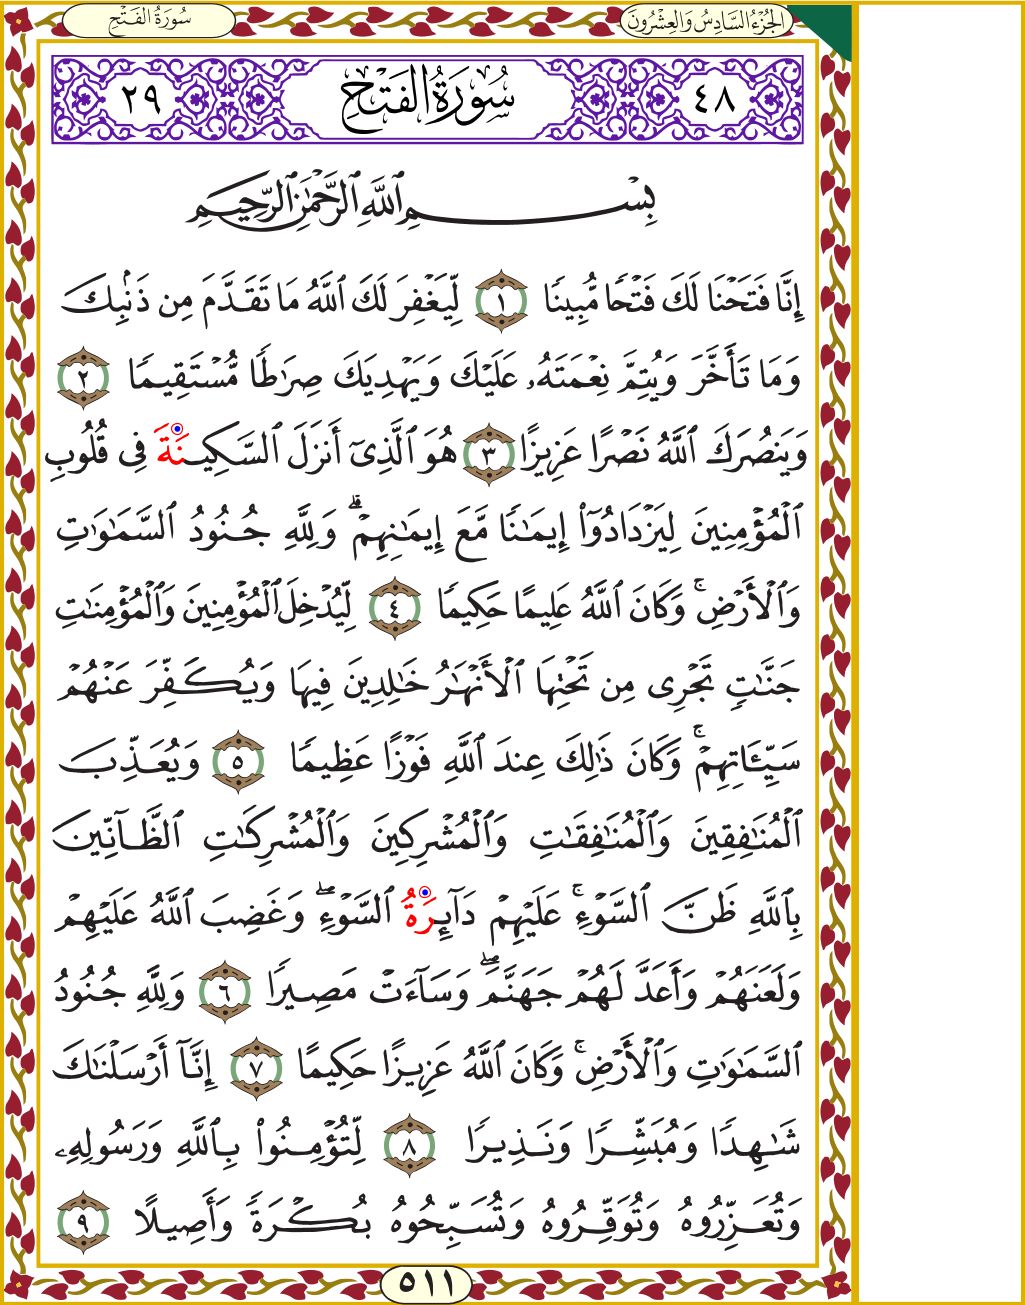 الجُزْءُ السَّادِسُ وَالعِشْرُونَ
سُورَةُ الفَتْحِ
٤٨ سُورَةُ الفَتْحِ ٢٩
بِسْمِ ٱللَّهِ ٱلرَّحْمَٰنِ ٱلرَّحِيمِ
إِنَّا فَتَحْنَا لَكَ فَتْحًا مُّبِينًا ١ لِّيَغْفِرَ لَكَ ٱللَّهُ مَا تَقَدَّمَ مِن ذَنۢبِكَ
وَمَا تَأَخَّرَ وَيُتِمَّ نِعْمَتَهُۥ عَلَيْكَ وَيَهْدِيَكَ صِرَٰطًا مُّسْتَقِيمًا ٢
وَيَنصُرَكَ ٱللَّهُ نَصْرًا عَزِيزًا ٣ هُوَ ٱلَّذِىٓ أَنزَلَ ٱلسَّكِينَةَ فِى قُلُوبِ
ٱلْمُؤْمِنِينَ لِيَزْدَادُوٓا۟ إِيمَٰنًا مَّعَ إِيمَٰنِهِمْ ۗ وَلِلَّهِ جُنُودُ ٱلسَّمَٰوَٰتِ
وَٱلْأَرْضِ ۚ وَكَانَ ٱللَّهُ عَلِيمًا حَكِيمًا ٤ لِّيُدْخِلَ ٱلْمُؤْمِنِينَ وَٱلْمُؤْمِنَٰتِ
جَنَّٰتٍ تَجْرِى مِن تَحْتِهَا ٱلْأَنْهَٰرُ خَٰلِدِينَ فِيهَا وَيُكَفِّرَ عَنْهُمْ
سَيِّـَٔاتِهِمْ ۚ وَكَانَ ذَٰلِكَ عِندَ ٱللَّهِ فَوْزًا عَظِيمًا ٥ وَيُعَذِّبَ
ٱلْمُنَٰفِقِينَ وَٱلْمُنَٰفِقَٰتِ وَٱلْمُشْرِكِينَ وَٱلْمُشْرِكَٰتِ ٱلظَّآنِّينَ
بِٱللَّهِ ظَنَّ ٱلسَّوْءِ ۚ عَلَيْهِمْ دَآئِرَةُ ٱلسَّوْءِ ۖ وَغَضِبَ ٱللَّهُ عَلَيْهِمْ
وَلَعَنَهُمْ وَأَعَدَّ لَهُمْ جَهَنَّمَ ۖ وَسَآءَتْ مَصِيرًا ٦ وَلِلَّهِ جُنُودُ
ٱلسَّمَٰوَٰتِ وَٱلْأَرْضِ ۚ وَكَانَ ٱللَّهُ عَزِيزًا حَكِيمًا ٧ إِنَّآ أَرْسَلْنَٰكَ
شَٰهِدًا وَمُبَشِّرًا وَنَذِيرًا ٨ لِّتُؤْمِنُوا۟ بِٱللَّهِ وَرَسُولِهِۦ
وَتُعَزِّرُوهُ وَتُوَقِّرُوهُ وَتُسَبِّحُوهُ بُكْرَةً وَأَصِيلًا ٩
٥١١